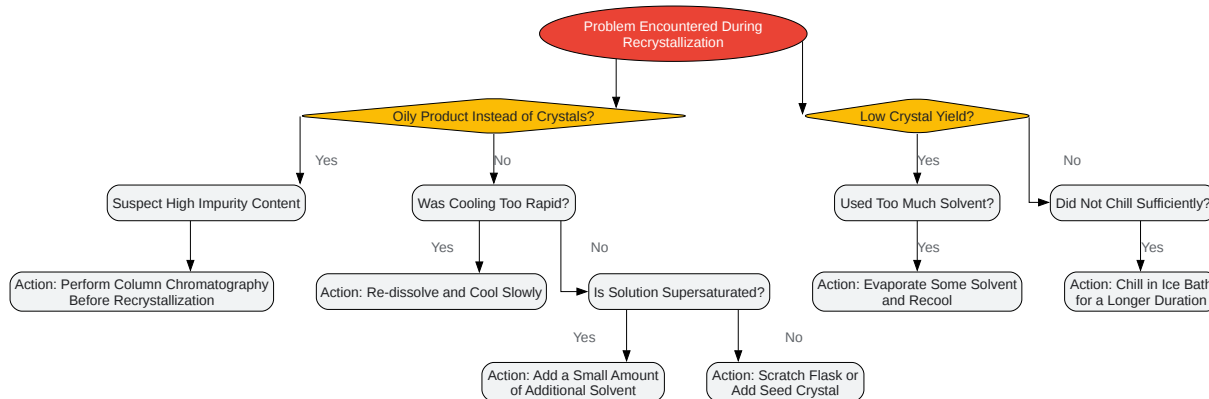 Problem Encountered During
Recrystallization
Oily Product Instead of Crystals?
Low Crystal Yield?
Yes
No
Yes
No
Suspect High Impurity Content
Was Cooling Too Rapid?
Used Too Much Solvent?
Did Not Chill Sufficiently?
Yes
No
Yes
Yes
Action: Perform Column Chromatography
Before Recrystallization
Action: Re-dissolve and Cool Slowly
Is Solution Supersaturated?
Action: Evaporate Some Solvent
and Recool
Action: Chill in Ice Bath
for a Longer Duration
Yes
No
Action: Add a Small Amount
of Additional Solvent
Action: Scratch Flask or
Add Seed Crystal